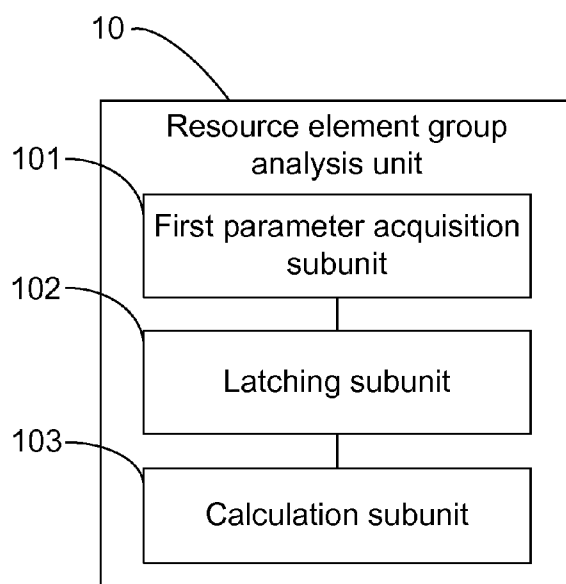 10
Resource element group
analysis unit
101
First parameter acquisition
subunit
102
Latching subunit
103
Calculation subunit